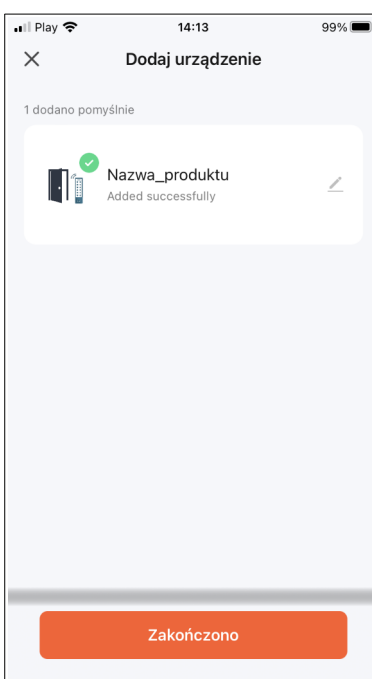 Play 14:13 99%
Dodaj urządzenie
1 dodano pomyślnie
Nazwa_produktu
Added successfully
Zakończono